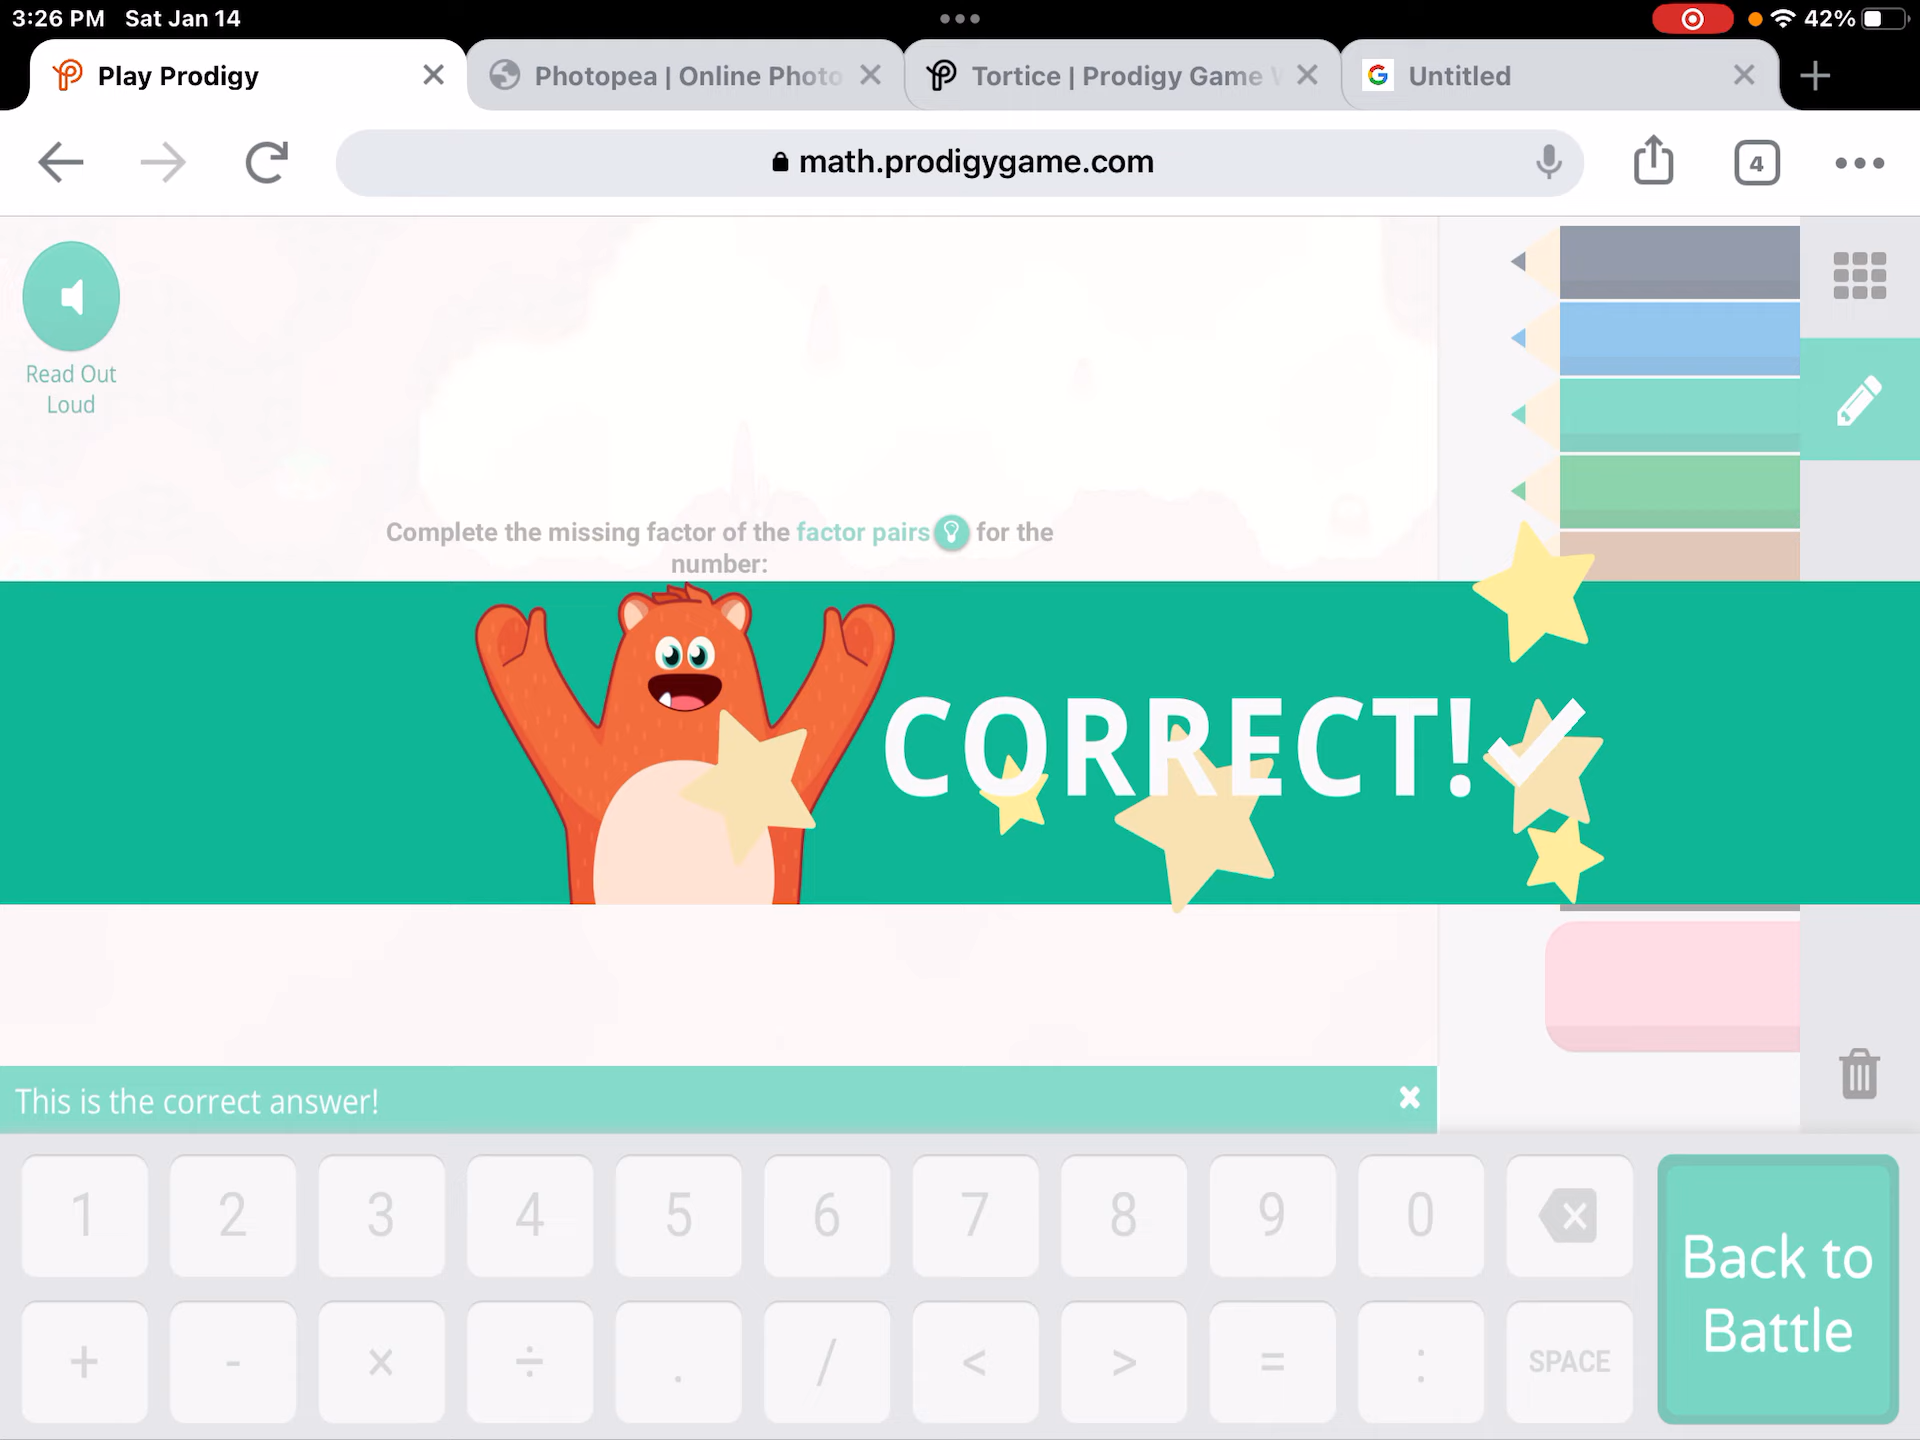 3:26 PM Sat Jan 14
42%
Play Prodigy
Photopea | Online Photo
Tortice | Prodigy Game W
Untitled
math.prodigygame.com
4
Read Out
Loud
Complete the missing factor of the factor pairs for the
number:
CORRECT!
This is the correct answer!
1 2 3 4 5 6 7 8 9 0
+ - × ÷ . / < > = : SPACE
Back to
Battle